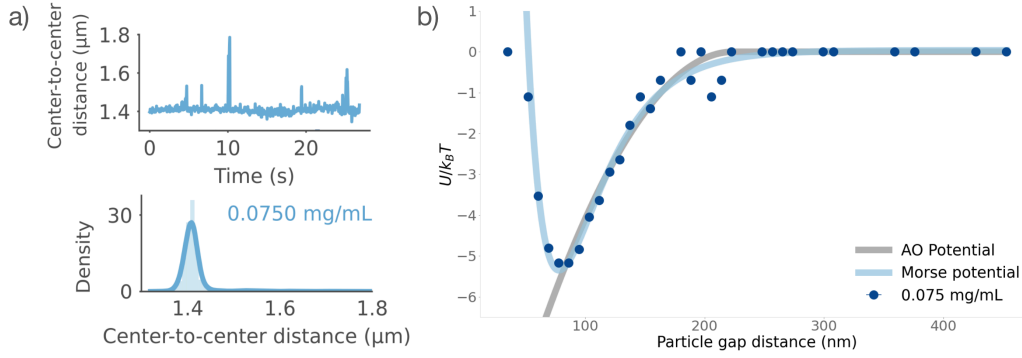 a)
Center-to-center
distance (μm)
1.8
1.6
1.4
0
10
20
Time (s)
0.0750 mg/mL
Density
30
0
1.4
1.6
1.8
Center-to-center distance (μm)
b)
U/kBT
0
−1
−2
−3
−4
−5
−6
100
200
300
400
Particle gap distance (nm)
AO Potential
Morse potential
0.075 mg/mL